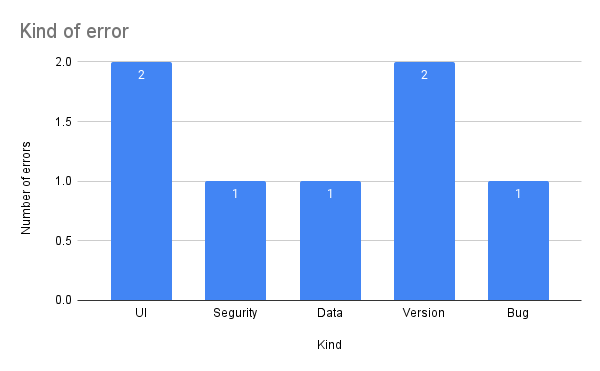 Kind of error
2.0
1.5
1.0
0.5
0.0
Number of errors
2
1
1
2
1
UI
Segurity
Data
Version
Bug
Kind